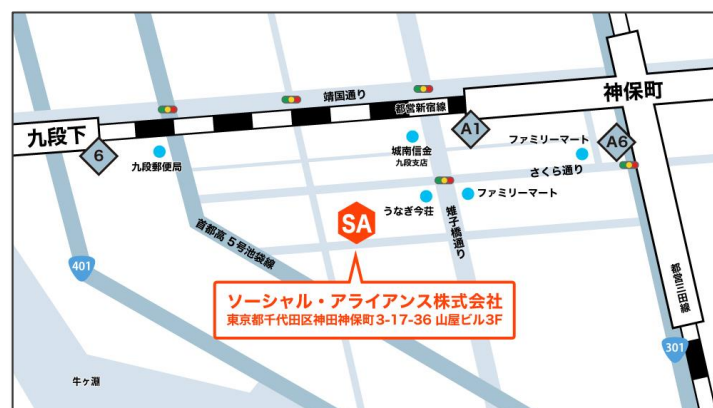 靖国通り
都営新宿線
神保町
九段下
6
九段郵便局
城南信金
九段支店
A1
ファミリーマート
A6
さくら通り
うなぎ今荘
ファミリーマート
SA
首都高 5号池袋線
雉子橋通り
都営三田線
401
301
ソーシャル・アライアンス株式会社
東京都千代田区神田神保町3-17-36 山屋ビル3F
牛ヶ淵